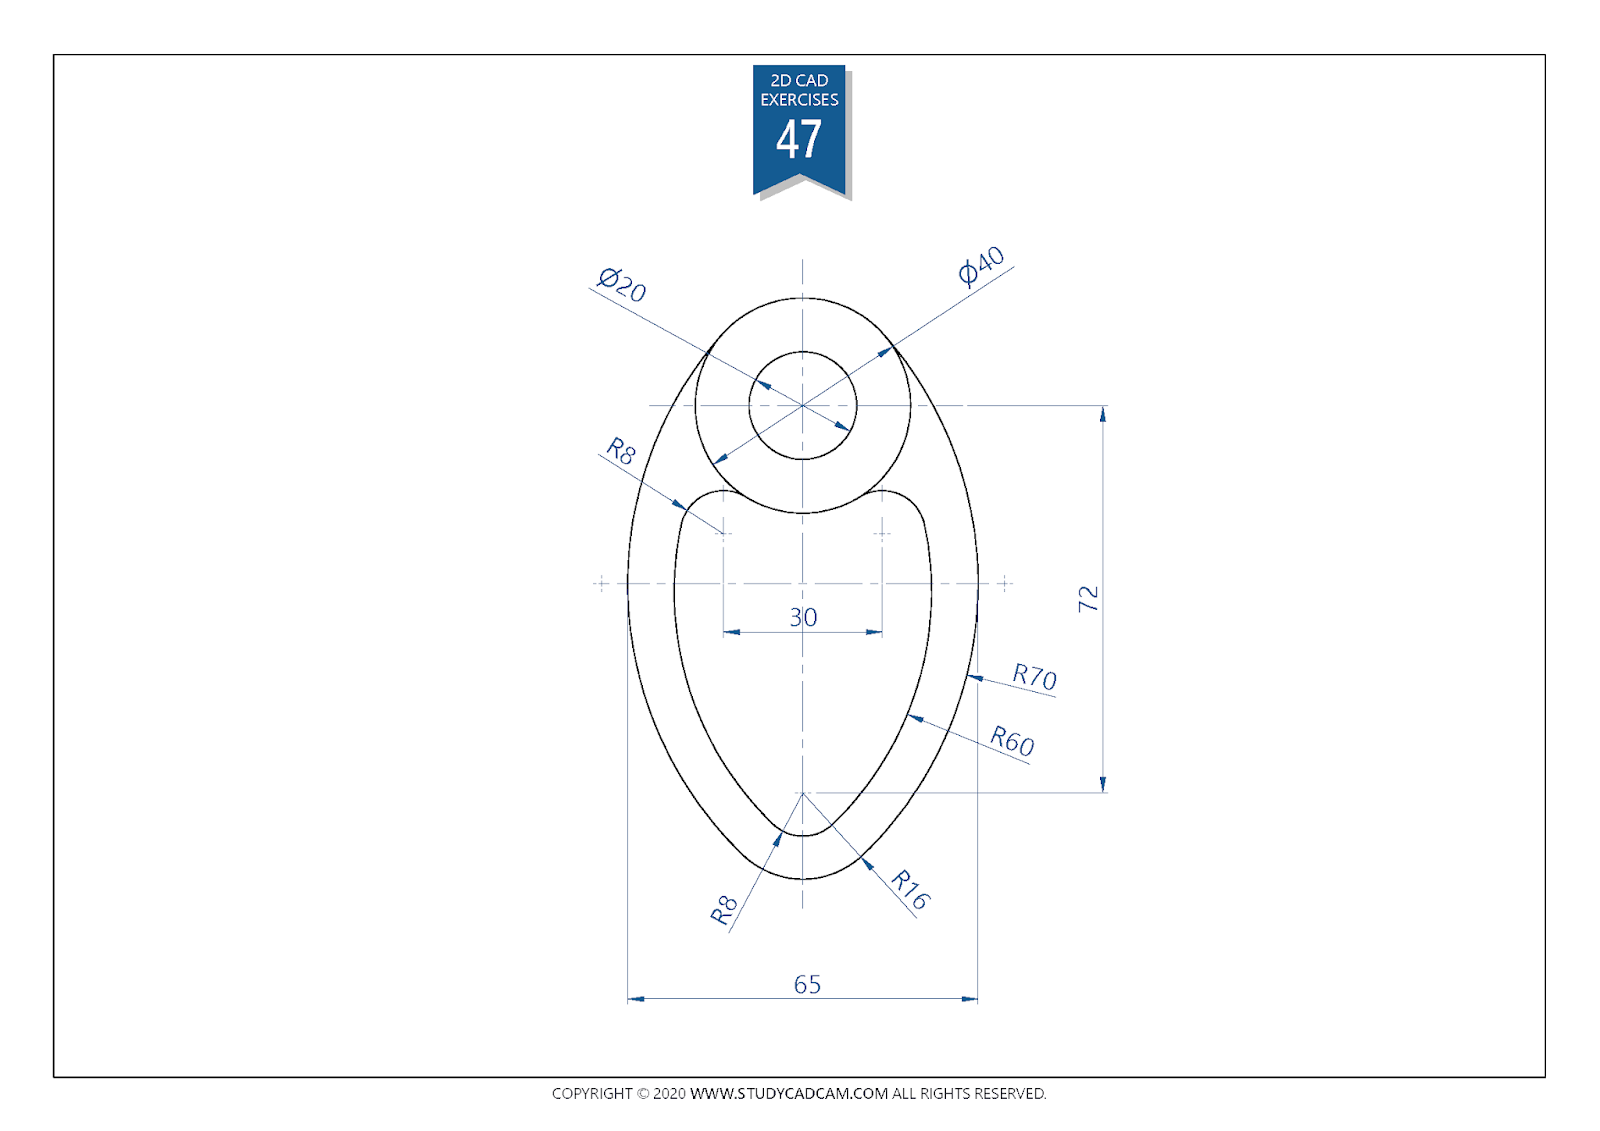 2D CAD
EXERCISES
47
Ø20
Ø40
R8
30
72
R70
R60
R8
R16
65
COPYRIGHT © 2020 WWW.STUDYCADCAM.COM ALL RIGHTS RESERVED.